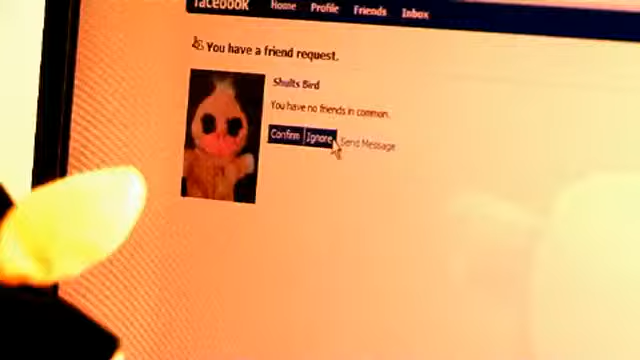 facebook Home Profile Friends Inbox
You have a friend request.
Shults Bird
You have no friends in common.
Confirm Ignore Send Message